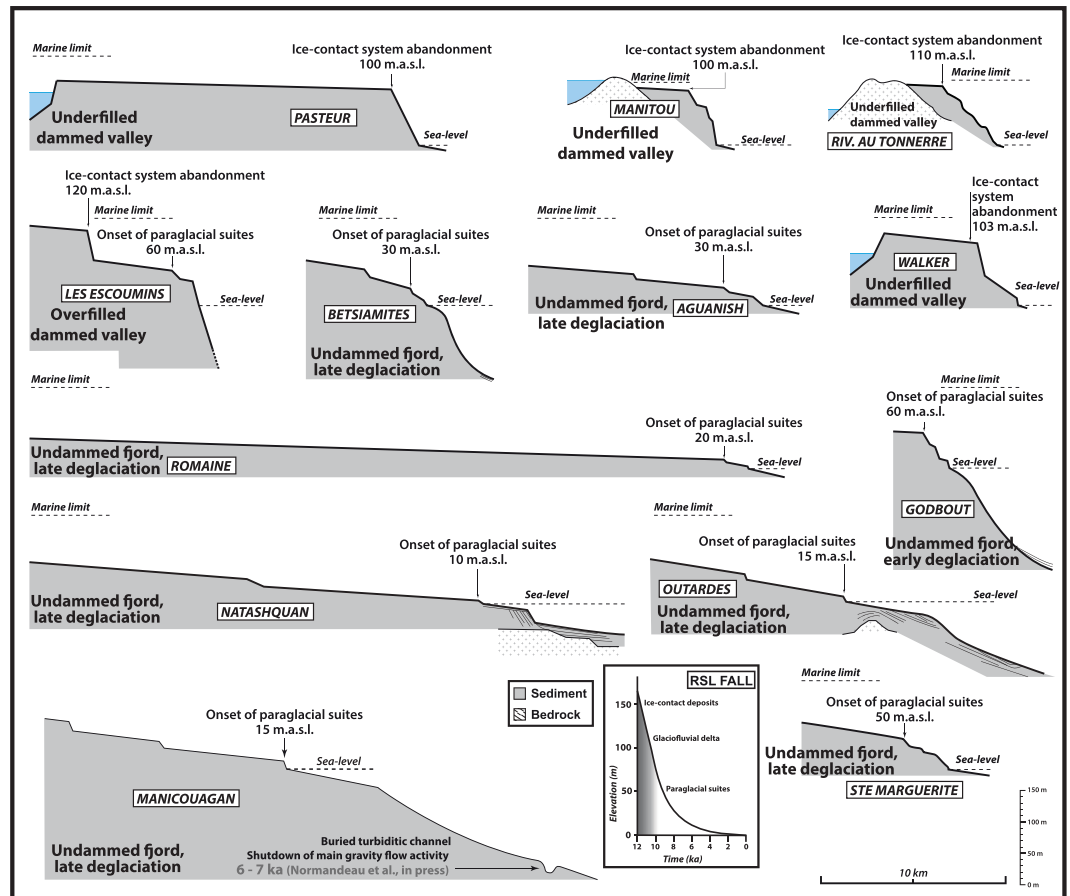 Marine limit
Ice-contact system abandonment
100 m.a.s.l.
PASTEUR
Underfilled
dammed valley
Sea-level
Ice-contact system abandonment
100 m.a.s.l.
Marine limit
MANITOU
Underfilled
dammed valley
Sea-level
Ice-contact system abandonment
110 m.a.s.l.
Marine limit
Underfilled
dammed valley
RIV. AU TONNERRE
Sea-level
Ice-contact system abandonment
120 m.a.s.l.
Marine limit
Onset of paraglacial suites
60 m.a.s.l.
LES ESCOUMINS
Overfilled
dammed valley
Sea-level
Marine limit
Onset of paraglacial suites
30 m.a.s.l.
Sea-level
BETSIAMITES
Undammed fjord,
late deglaciation
Marine limit
Onset of paraglacial suites
30 m.a.s.l.
Undammed fjord,
late deglaciation
AGUANISH
Sea-level
Ice-contact
system
abandonment
103 m.a.s.l.
Marine limit
WALKER
Underfilled
dammed valley
Sea-level
Marine limit
Onset of paraglacial suites
20 m.a.s.l.
Undammed fjord,
late deglaciation
ROMAINE
Sea-level
Marine limit
Onset of paraglacial suites
60 m.a.s.l.
Sea-level
GODBOUT
Undammed fjord,
early deglaciation
Marine limit
Onset of paraglacial suites
10 m.a.s.l.
Sea-level
Undammed fjord,
late deglaciation
NATASHQUAN
Marine limit
Onset of paraglacial suites
15 m.a.s.l.
OUTARDES
Sea-level
Undammed fjord,
late deglaciation
Onset of paraglacial suites
15 m.a.s.l.
Sea-level
MANICOUAGAN
Undammed fjord,
late deglaciation
Buried turbiditic channel
Shutdown of main gravity flow activity
6 - 7 ka (Normandeau et al., in press)
Sediment
Bedrock
RSL FALL
Ice-contact deposits
Glaciofluvial delta
Paraglacial suites
Elevation (m)
150
100
50
0
12 10 8 6 4 2 0
Time (ka)
Marine limit
Onset of paraglacial suites
50 m.a.s.l.
Undammed fjord,
late deglaciation
Sea-level
STE MARGUERITE
150 m
100 m
50 m
0 m
10 km